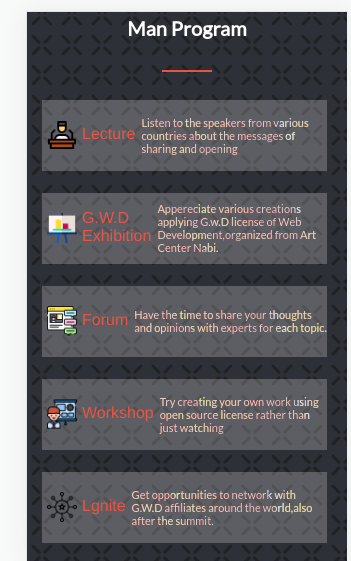 Man Program
Lecture
Listen to the speakers from various
countries about the messages of
sharing and opening
G.W.D
Exhibition
Appereciate various creations
applying G.w.D license of Web
Development,organized from Art
Center Nabi.
Forum
Have the time to share your thoughts
and opinions with experts for each topic.
Workshop
Try creating your own work using
open source license rather than
just watching
Lgnite
Get opportunities to network with
G.W.D affiliates around the world,also
after the summit.